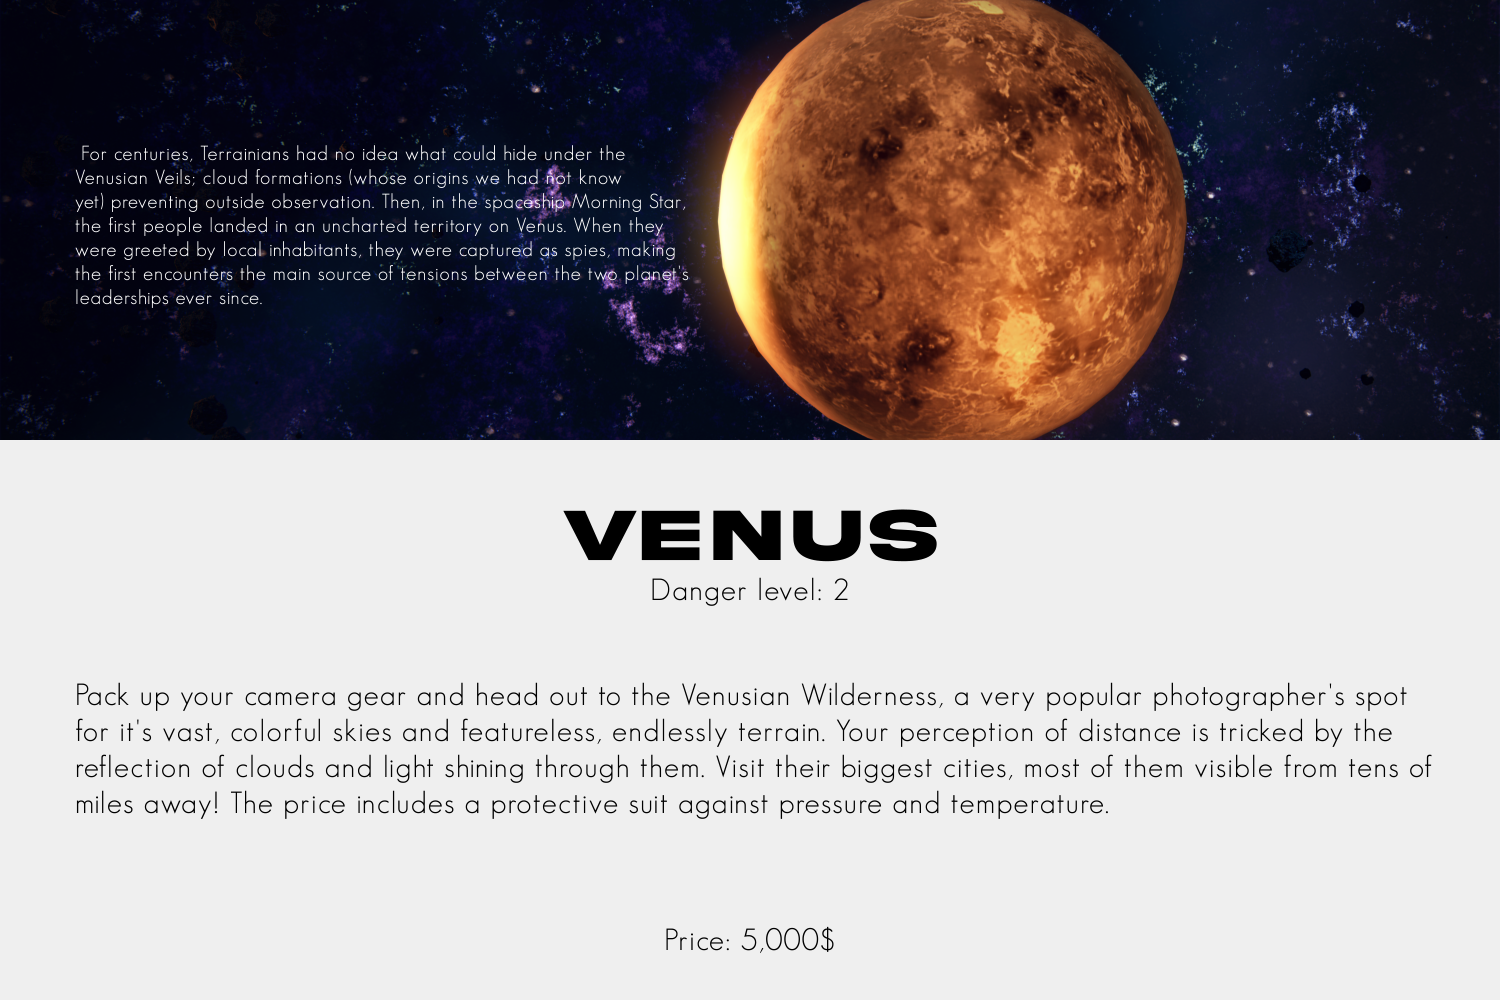 For centuries, Terrainians had no idea what could hide under the
Venusian Veils; cloud formations (whose origins we had not know
yet) preventing outside observation. Then, in the spaceship Morning Star,
the first people landed in an uncharted territory on Venus. When they
were greeted by local inhabitants, they were captured as spies, making
the first encounters the main source of tensions between the two planet's
leaderships ever since.
VENUS
Danger level: 2
Pack up your camera gear and head out to the Venusian Wilderness, a very popular photographer's spot
for it's vast, colorful skies and featureless, endlessly terrain. Your perception of distance is tricked by the
reflection of clouds and light shining through them. Visit their biggest cities, most of them visible from tens of
miles away! The price includes a protective suit against pressure and temperature.
Price: 5,000$